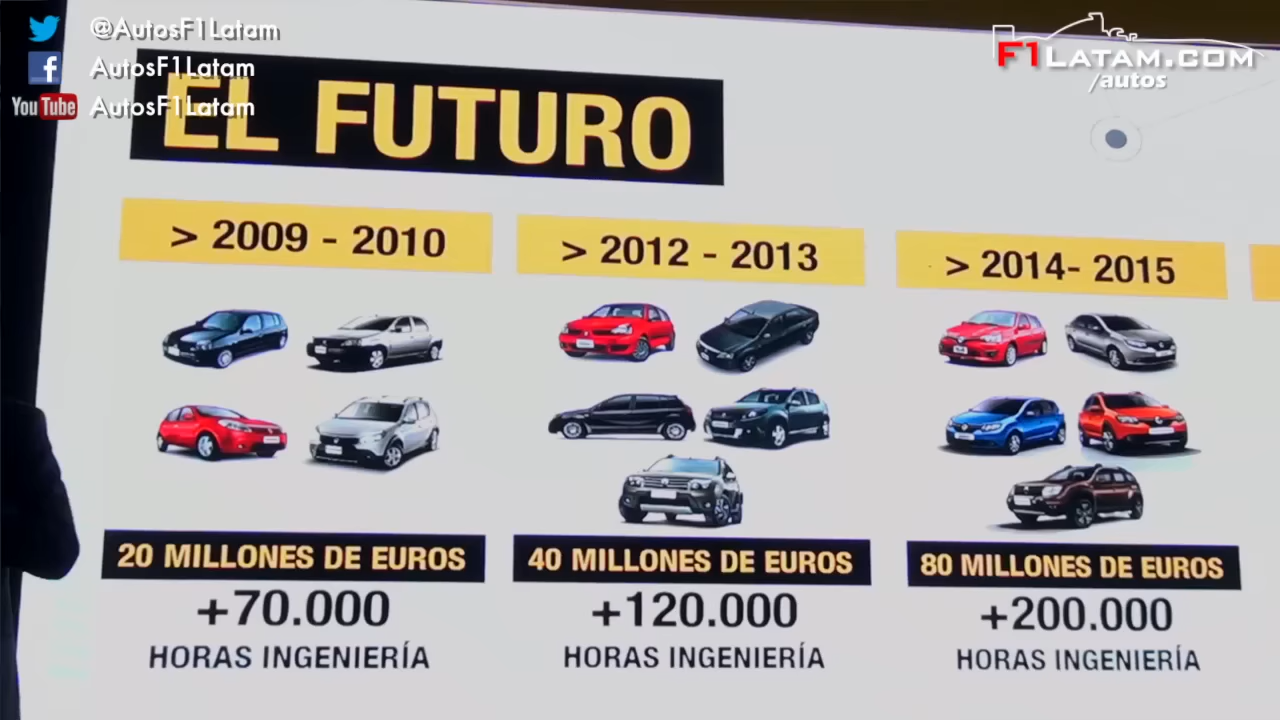 @AutosF1Latam
AutosF1Latam
You Tube AutosF1Latam
F1LATAM.COM
/autos
EL FUTURO
> 2009 - 2010
> 2012 - 2013
> 2014- 2015
20 MILLONES DE EUROS
+70.000
HORAS INGENIERÍA
40 MILLONES DE EUROS
+120.000
HORAS INGENIERÍA
80 MILLONES DE EUROS
+200.000
HORAS INGENIERÍA